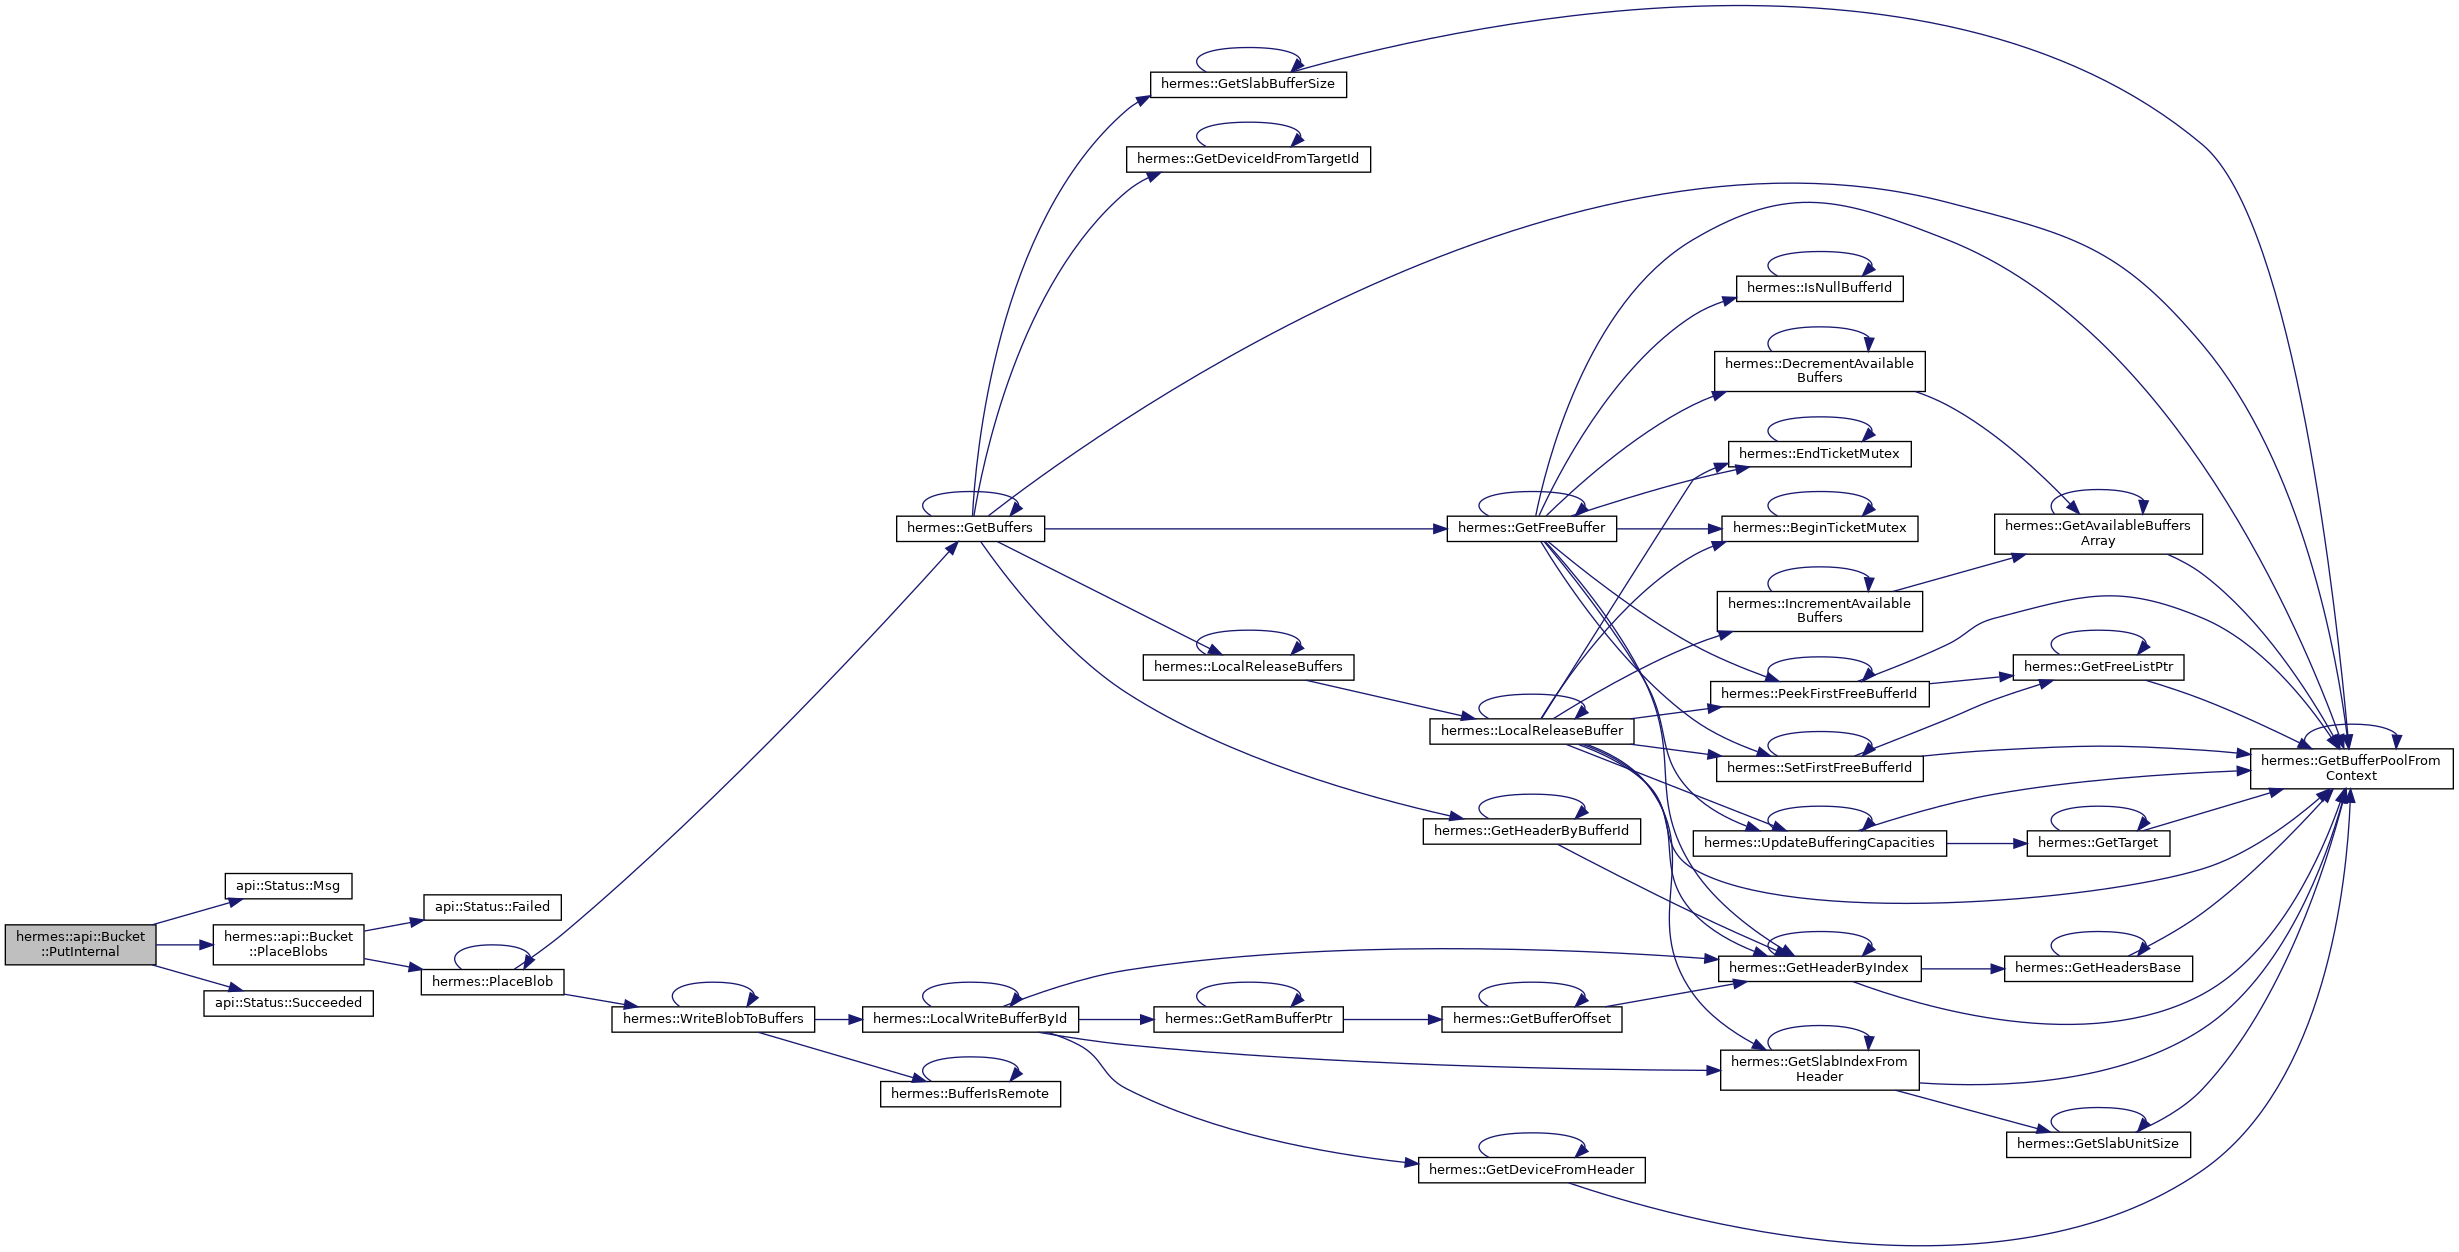 hermes::GetSlabBufferSize
hermes::GetDeviceIdFromTargetId
hermes::IsNullBufferId
hermes::DecrementAvailable
Buffers
hermes::EndTicketMutex
hermes::GetBuffers
hermes::GetFreeBuffer
hermes::BeginTicketMutex
hermes::GetAvailableBuffers
Array
hermes::IncrementAvailable
Buffers
hermes::LocalReleaseBuffers
hermes::GetFreeListPtr
hermes::PeekFirstFreeBufferId
hermes::LocalReleaseBuffer
hermes::SetFirstFreeBufferId
hermes::GetBufferPoolFrom
Context
hermes::GetHeaderByBufferId
hermes::UpdateBufferingCapacities
hermes::GetTarget
api::Status::Msg
api::Status::Failed
hermes::api::Bucket
::PutInternal
hermes::api::Bucket
::PlaceBlobs
hermes::PlaceBlob
hermes::GetHeaderByIndex
hermes::GetHeadersBase
api::Status::Succeeded
hermes::WriteBlobToBuffers
hermes::LocalWriteBufferById
hermes::GetRamBufferPtr
hermes::GetBufferOffset
hermes::GetSlabIndexFrom
Header
hermes::BufferIsRemote
hermes::GetSlabUnitSize
hermes::GetDeviceFromHeader